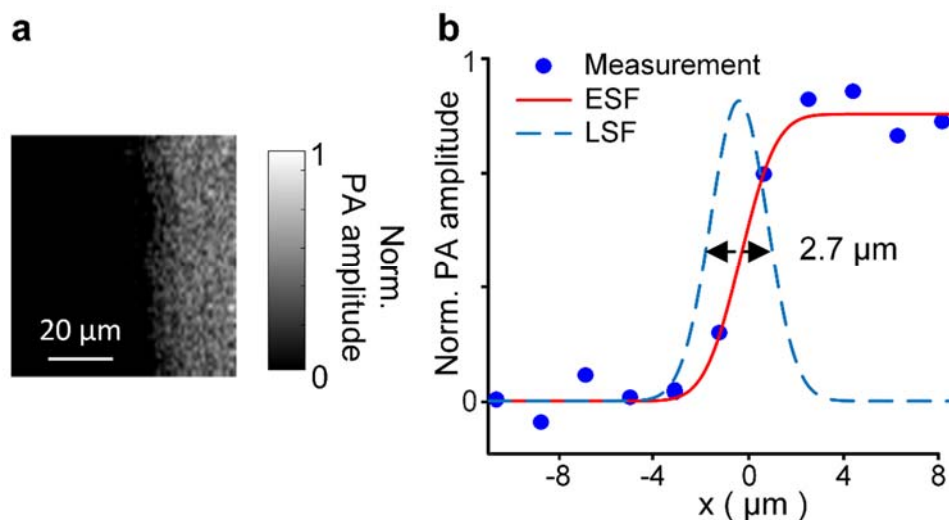 a
20 μm
1
0
Norm.
PA amplitude
b
Norm. PA amplitude
1
0
Measurement
ESF
LSF
2.7 μm
-8
-4
0
4
8
x ( μm )